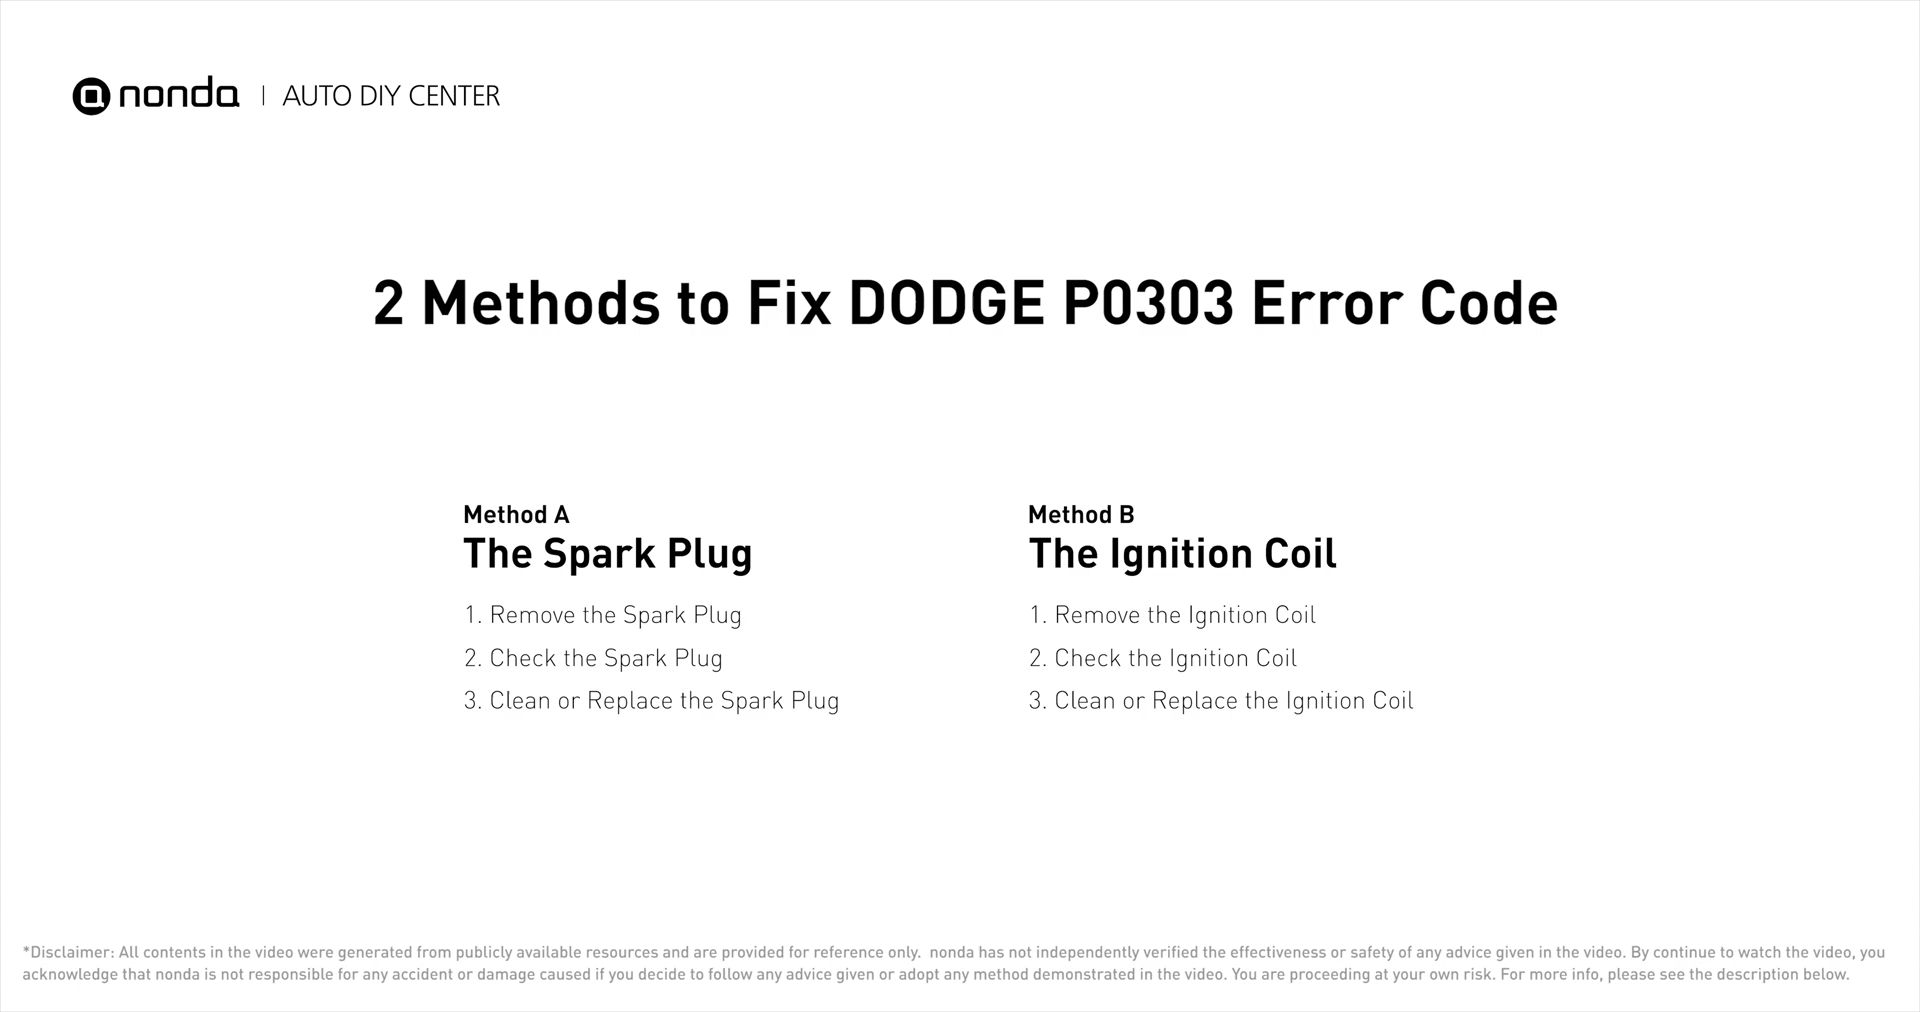 nonda | AUTO DIY CENTER
2 Methods to Fix DODGE P0303 Error Code
Method A
The Spark Plug
1. Remove the Spark Plug
2. Check the Spark Plug
3. Clean or Replace the Spark Plug
Method B
The Ignition Coil
1. Remove the Ignition Coil
2. Check the Ignition Coil
3. Clean or Replace the Ignition Coil
*Disclaimer: All contents in the video were generated from publicly available resources and are provided for reference only.  nonda has not independently verified the effectiveness or safety of any advice given in the video. By continue to watch the video, you
acknowledge that nonda is not responsible for any accident or damage caused if you decide to follow any advice given or adopt any method demonstrated in the video. You are proceeding at your own risk. For more info, please see the description below.